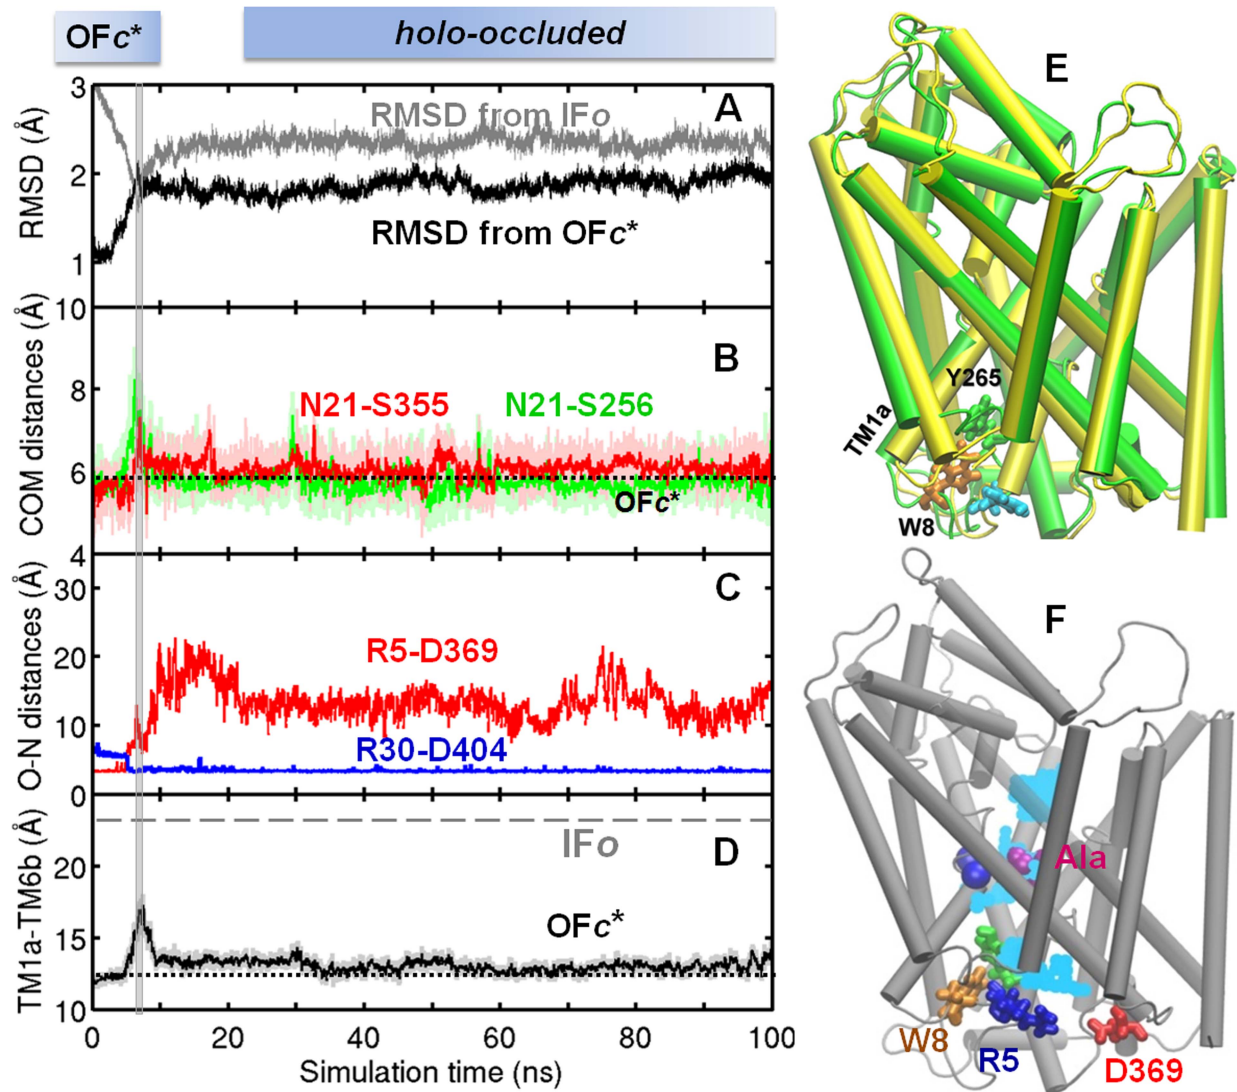 OFc*
holo-occluded
A
RMSD (Å)
3
2
1
RMSD from IFo
RMSD from OFc*
B
COM distances (Å)
10
8
6
4
N21-S355
N21-S256
OFc*
C
O-N distances (Å)
30
20
10
0
R5-D369
R30-D404
D
TM1a-TM6b (Å)
20
15
10
IFo
OFc*
0
20
40
60
80
100
Simulation time (ns)
E
Y265
TM1a
W8
F
Ala
W8
R5
D369